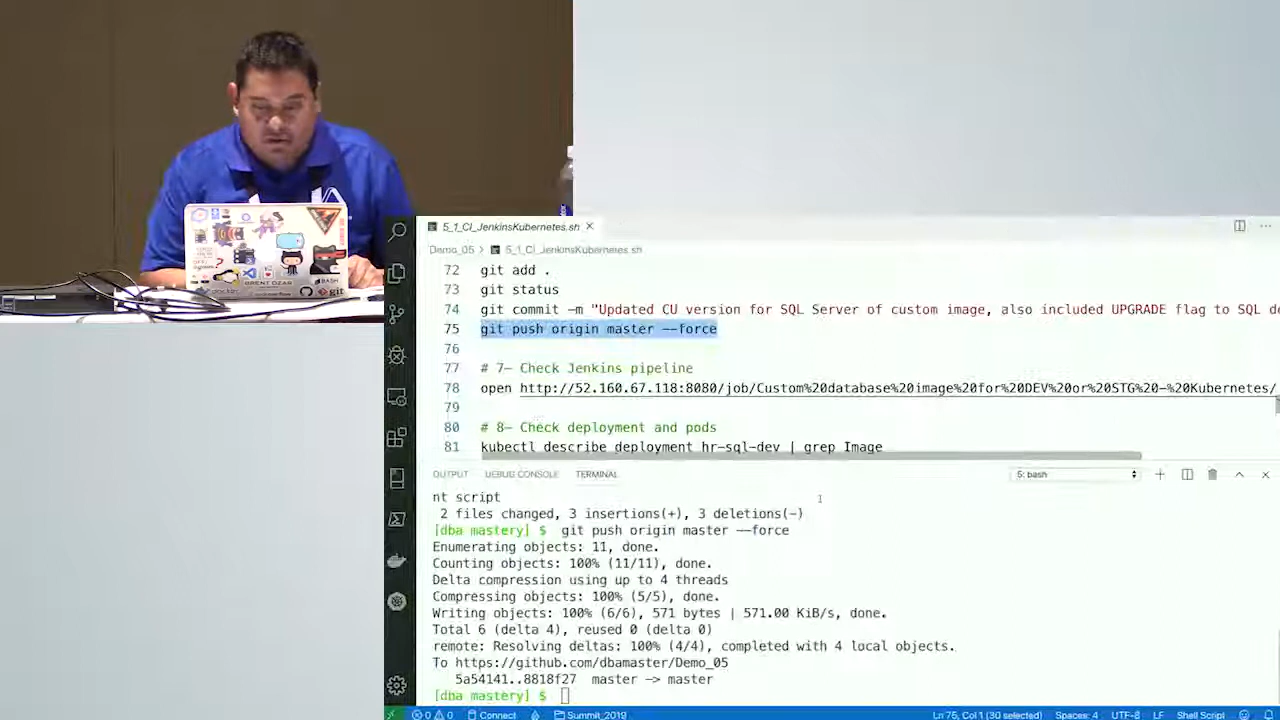 5_1_CI_JenkinsKubernetes.sh
Demo_05 > 5_1_CI_JenkinsKubernetes.sh
72 git add .
73 git status
74 git commit -m "Updated CU version for SQL Server of custom image, also included UPGRADE flag to SQL de
75 git push origin master --force
76
77 # 7- Check Jenkins pipeline
78 open http://52.160.67.118:8080/job/Custom%20database%20image%20for%20DEV%20or%20STG%20-%20Kubernetes/
79
80 # 8- Check deployment and pods
81 kubectl describe deployment hr-sql-dev | grep Image
OUTPUT DEBUG CONSOLE TERMINAL 5: bash
nt script
2 files changed, 3 insertions(+), 3 deletions(-)
[dba mastery] $ git push origin master --force
Enumerating objects: 11, done.
Counting objects: 100% (11/11), done.
Delta compression using up to 4 threads
Compressing objects: 100% (5/5), done.
Writing objects: 100% (6/6), 571 bytes | 571.00 KiB/s, done.
Total 6 (delta 4), reused 0 (delta 0)
remote: Resolving deltas: 100% (4/4), completed with 4 local objects.
To https://github.com/dbamaster/Demo_05
5a54141..8818f27 master -> master
[dba mastery] $
0 0 Connect Summit_2019 Ln 75, Col 1 (30 selected) Spaces: 4 UTF-8 LF Shell Script
BRENT OZAR
BASH
docker
git